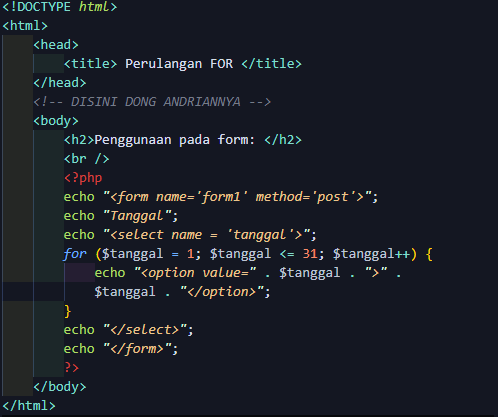 <!DOCTYPE html>
<html>
<head>
<title> Perulangan FOR </title>
</head>
<!-- DISINI DONG ANDRIANNYA -->
<body>
<h2>Penggunaan pada form: </h2>
<br />
<?php
echo "<form name='form1' method='post'>";
echo "Tanggal";
echo "<select name = 'tanggal'>";
for ($tanggal = 1; $tanggal <= 31; $tanggal++) {
echo "<option value=" . $tanggal . ">" .
$tanggal . "</option>";
}
echo "</select>";
echo "</form>";
?>
</body>
</html>